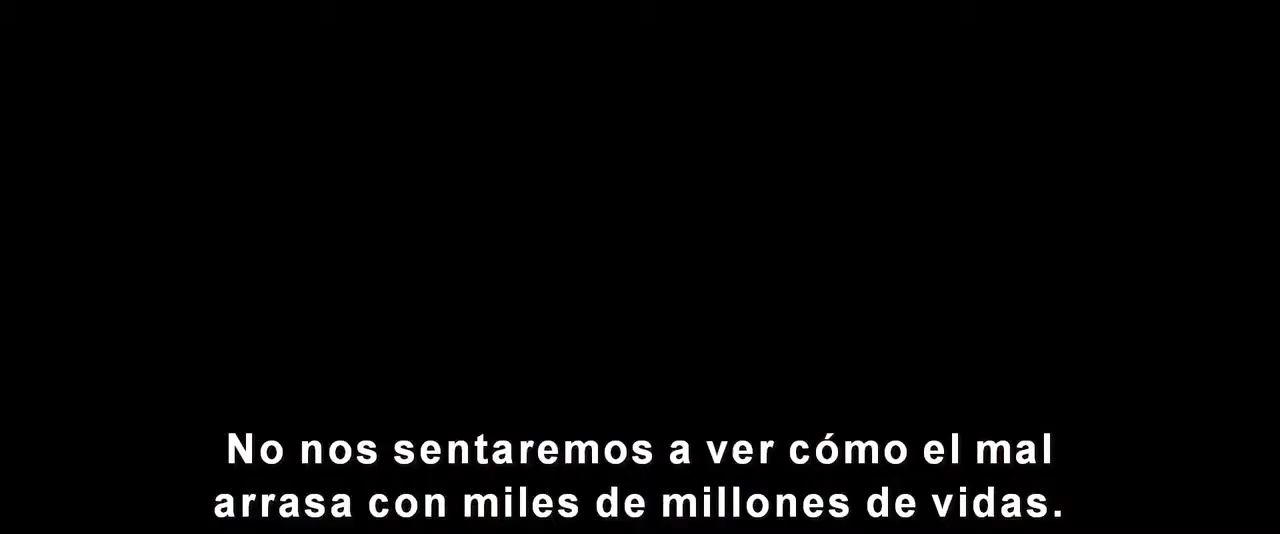 No nos sentaremos a ver cómo el mal
arrasa con miles de millones de vidas.